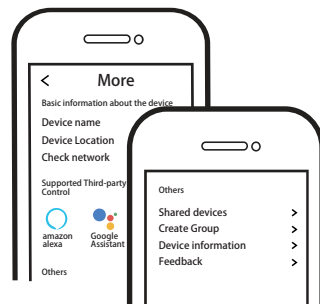 <
More
Basic information about the device
Device name
Device Location
Check network
Supported Third-party
Control
amazon
alexa
Google
Assistant
Others
Others
Shared devices >
Create Group >
Device information >
Feedback >